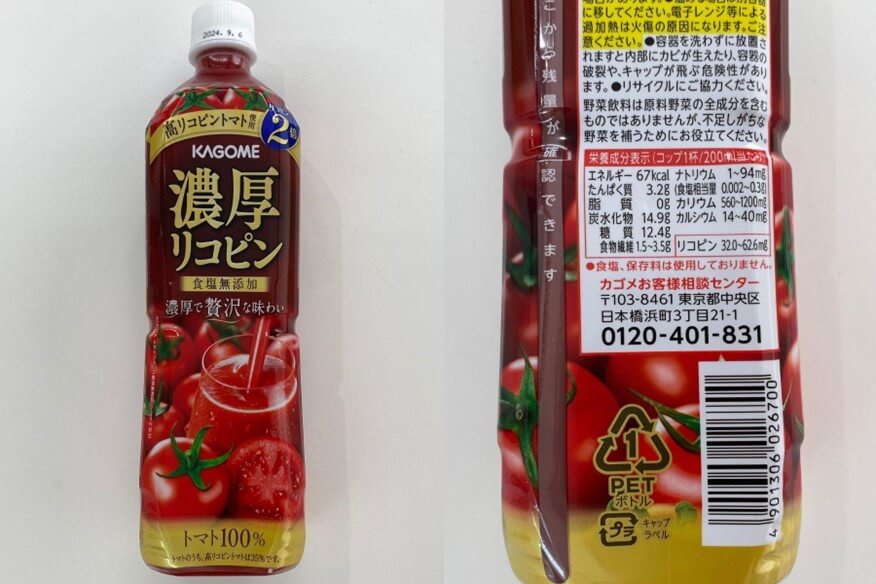 2024. 9. 6
高リコピントマト使用
2倍
KAGOME
濃厚
リコピン
食塩無添加
濃厚で贅沢な味わい
トマト100%
トマトのうち、高リコピントマトは35%です。
ここから残量が確認できます
に移してください。電子レンジ等による
過加熱は火傷の原因になります。ご注
意ください。●容器を洗わずに放置さ
れますと内部にカビが生えたり、容器の
破裂や、キャップが飛ぶ危険性があり
ます。●リサイクルにご協力ください。
野菜飲料は原料野菜の全成分を含む
ものではありませんが、不足しがちな
野菜を補うためにお役立てください。
栄養成分表示(コップ1杯/200ml当たり)
エネルギー 67kcal ナトリウム 1~94mg
たんぱく質 3.2g (食塩相当量 0.002~0.3g)
脂質 0g カリウム 560~1200mg
炭水化物 14.9g カルシウム 14~40mg
糖質 12.4g
食物繊維 1.5~3.5g リコピン 32.0~62.6mg
●食塩、保存料は使用しておりません。
カゴメお客様相談センター
〒103-8461 東京都中央区
日本橋浜町3丁目21-1
0120-401-831
1
PET
ボトル
プラ
キャップ
ラベル
4901306026700